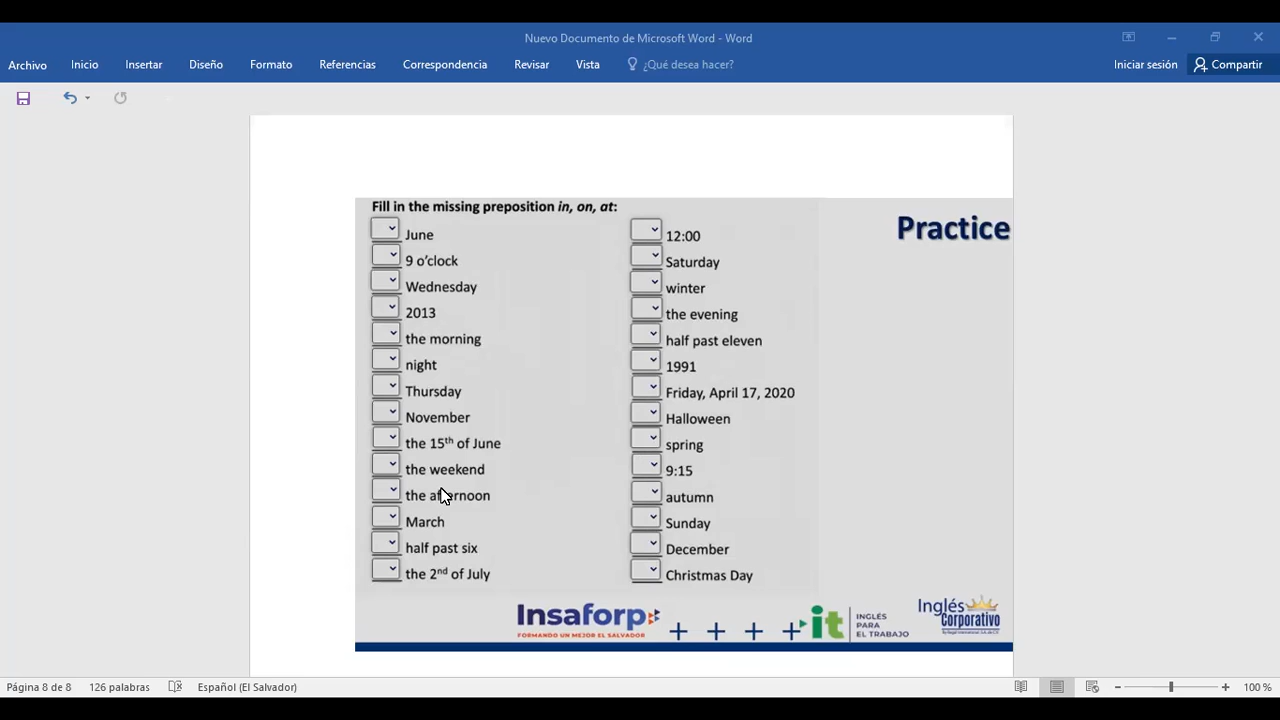 Nuevo Documento de Microsoft Word - Word
Archivo Inicio Insertar Diseño Formato Referencias Correspondencia Revisar Vista ¿Qué desea hacer? Iniciar sesión Compartir
Fill in the missing preposition in, on, at:
Practice
June
9 o'clock
Wednesday
2013
the morning
night
Thursday
November
the 15th of June
the weekend
the afternoon
March
half past six
the 2nd of July
12:00
Saturday
winter
the evening
half past eleven
1991
Friday, April 17, 2020
Halloween
spring
9:15
autumn
Sunday
December
Christmas Day
Insaforp
FORMANDO UN MEJOR EL SALVADOR
it
INGLÉS
PARA
EL TRABAJO
Inglés
Corporativo
Página 8 de 8 126 palabras Español (El Salvador) 100 %